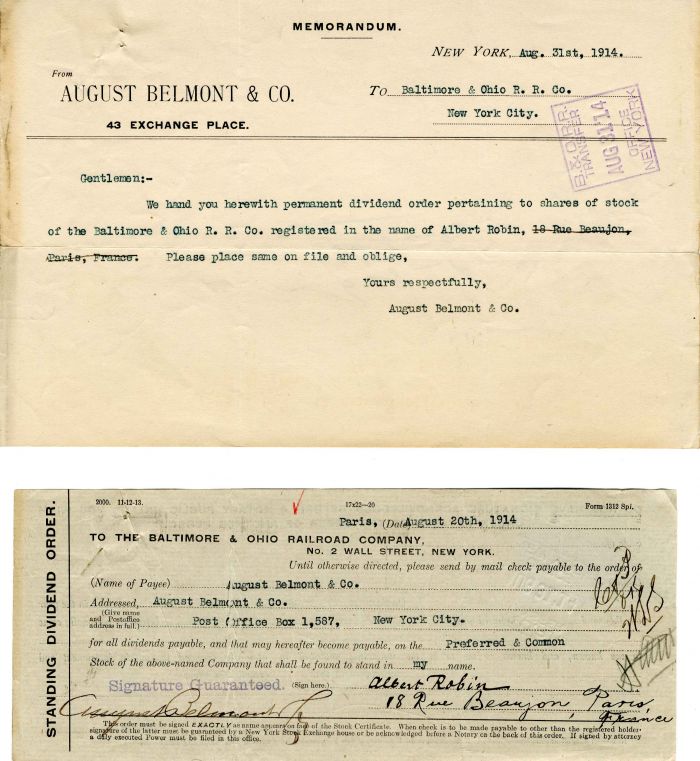 MEMORANDUM.
NEW YORK, Aug. 31st, 1914.
From
AUGUST BELMONT & CO.
43 EXCHANGE PLACE.
To Baltimore & Ohio R. R. Co.
New York City.
B. & O. R. R.
TRANSFER
AUG 31 '14
OFFICE
NEW YORK
Gentlemen:-
We hand you herewith permanent dividend order pertaining to shares of stock
of the Baltimore & Ohio R. R. Co. registered in the name of Albert Robin, 18 Rue Beaujon,
Paris, France. Please place same on file and oblige,
Yours respectfully,
August Belmont & Co.
STANDING DIVIDEND ORDER.
2000. 11-12-13. 17x22—20 Form 1312 Spl.
Paris, (Date) August 20th, 1914
TO THE BALTIMORE & OHIO RAILROAD COMPANY,
No. 2 WALL STREET, NEW YORK.
Until otherwise directed, please send by mail check payable to the order of
(Name of Payee) August Belmont & Co.
Addressed, August Belmont & Co.
(Give name
and Postoffice
address in full.) Post Office Box 1,587, New York City.
for all dividends payable, and that may hereafter become payable, on the Preferred & Common
Stock of the above-named Company that shall be found to stand in my name.
Signature Guaranteed. (Sign here.) Albert Robin
18 Rue Beaujon, Paris,
France
August Belmont
This order must be signed EXACTLY as name appears on face of the Stock Certificate. When check is to be made payable to other than the registered holder,
signature of the latter must be guaranteed by a New York Stock Exchange house or be acknowledged before a Notary on the back of this order. If signed by attorney
a duly executed Power must be filed in this office.